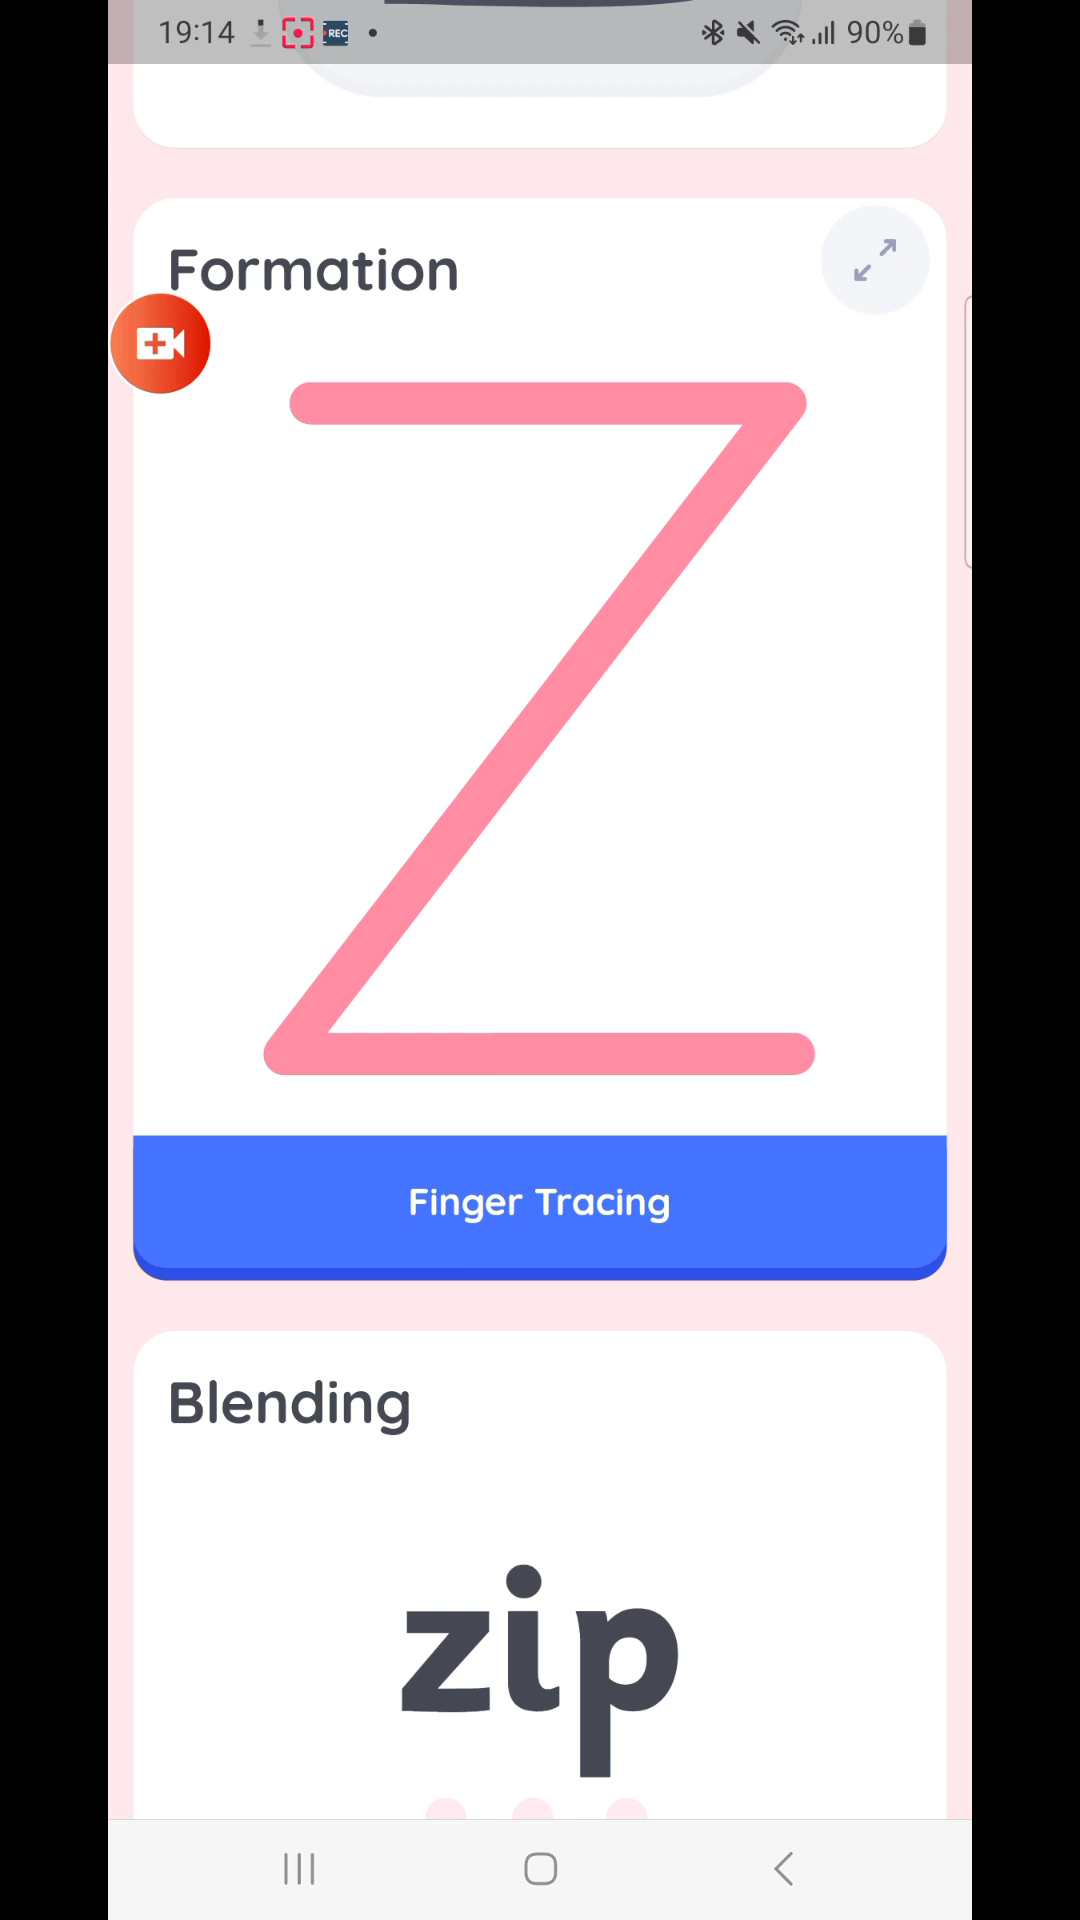 19:14 REC 90%
Formation
Z
Finger Tracing
Blending
zip